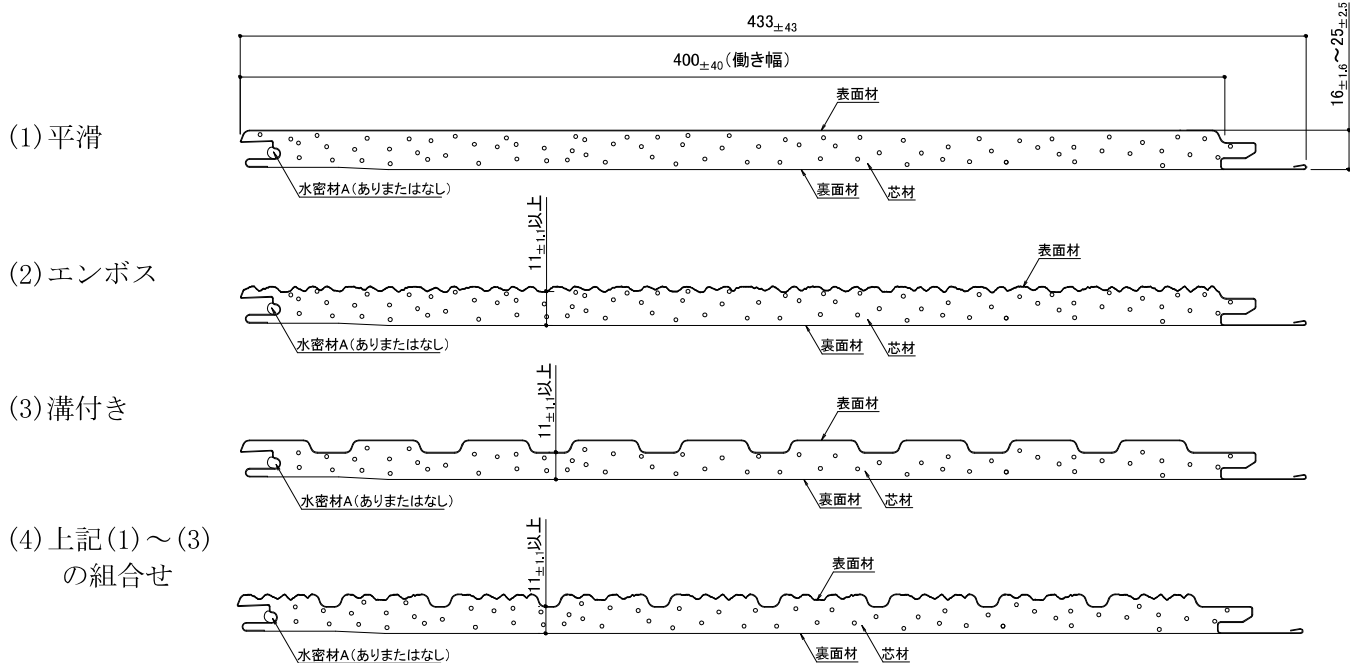 433±43
400±40(働き幅)
16±1.6～25±2.5
(1)平滑
表面材
水密材A(ありまたはなし)
裏面材
芯材
(2)エンボス
11±1.1以上
表面材
水密材A(ありまたはなし)
裏面材
芯材
(3)溝付き
11±1.1以上
表面材
水密材A(ありまたはなし)
裏面材
芯材
(4)上記(1)～(3)
の組合せ
11±1.1以上
表面材
水密材A(ありまたはなし)
裏面材
芯材